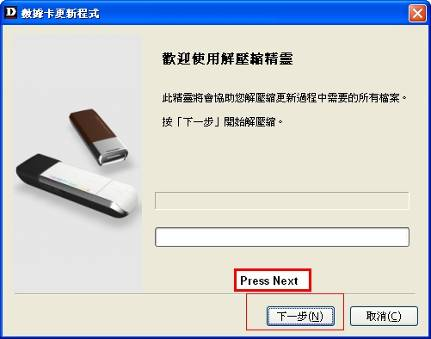 D 數據卡更新程式
歡迎使用解壓縮精靈
此精靈將會協助您解壓縮更新過程中需要的所有檔案。
按「下一步」開始解壓縮。
Press Next
下一步(N)
取消(C)